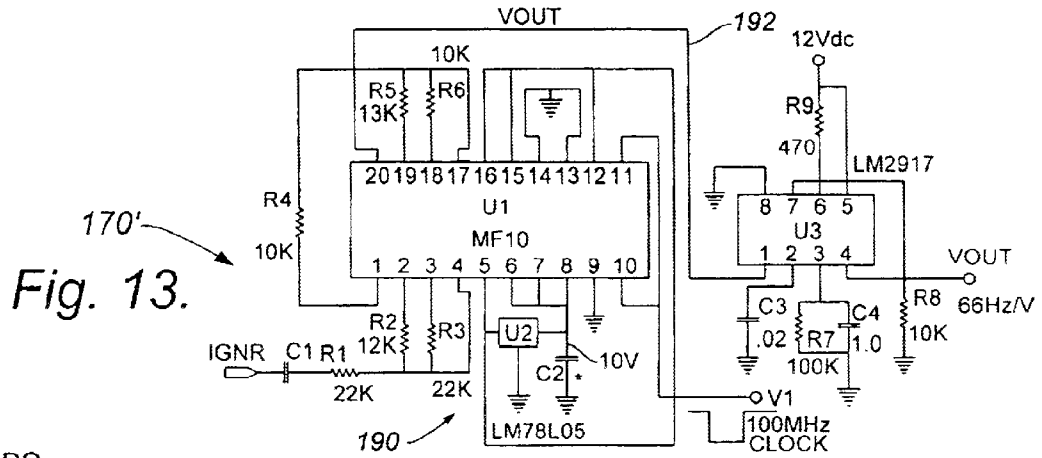 VOUT
192
12Vdc
10K
R5
13K
R6
R9
470
LM2917
20 19 18 17 16 15 14 13 12 11
R4
10K
U1
MF10
8 7 6 5
U3
170'
1 2 3 4 5 6 7 8 9 10
1 2 3 4
VOUT
66Hz/V
Fig. 13.
R2
12K
R3
U2
C3
.02
R7
100K
C4
1.0
R8
10K
IGNR
C1
R1
22K
22K
C2
*
10V
V1
190
LM78L05
100MHz
CLOCK